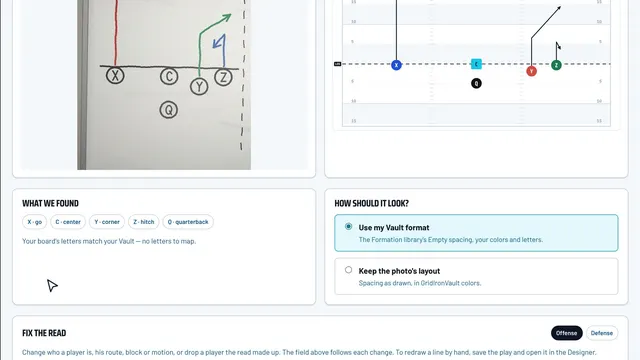 X
C
Y
Z
Q
X
C
Y
Z
Q
WHAT WE FOUND
X · go
C · center
Y · corner
Z · hitch
Q · quarterback
Your board's letters match your Vault — no letters to map.
HOW SHOULD IT LOOK?
Use my Vault format
The Formation library's Empty spacing, your colors and letters.
Keep the photo's layout
Spacing as drawn, in GridIronVault colors.
FIX THE READ
Offense
Defense
Change who a player is, his route, block or motion, or drop a player the read made up. The field above follows each change. To redraw a line by hand, save the play and open it in the Designer.